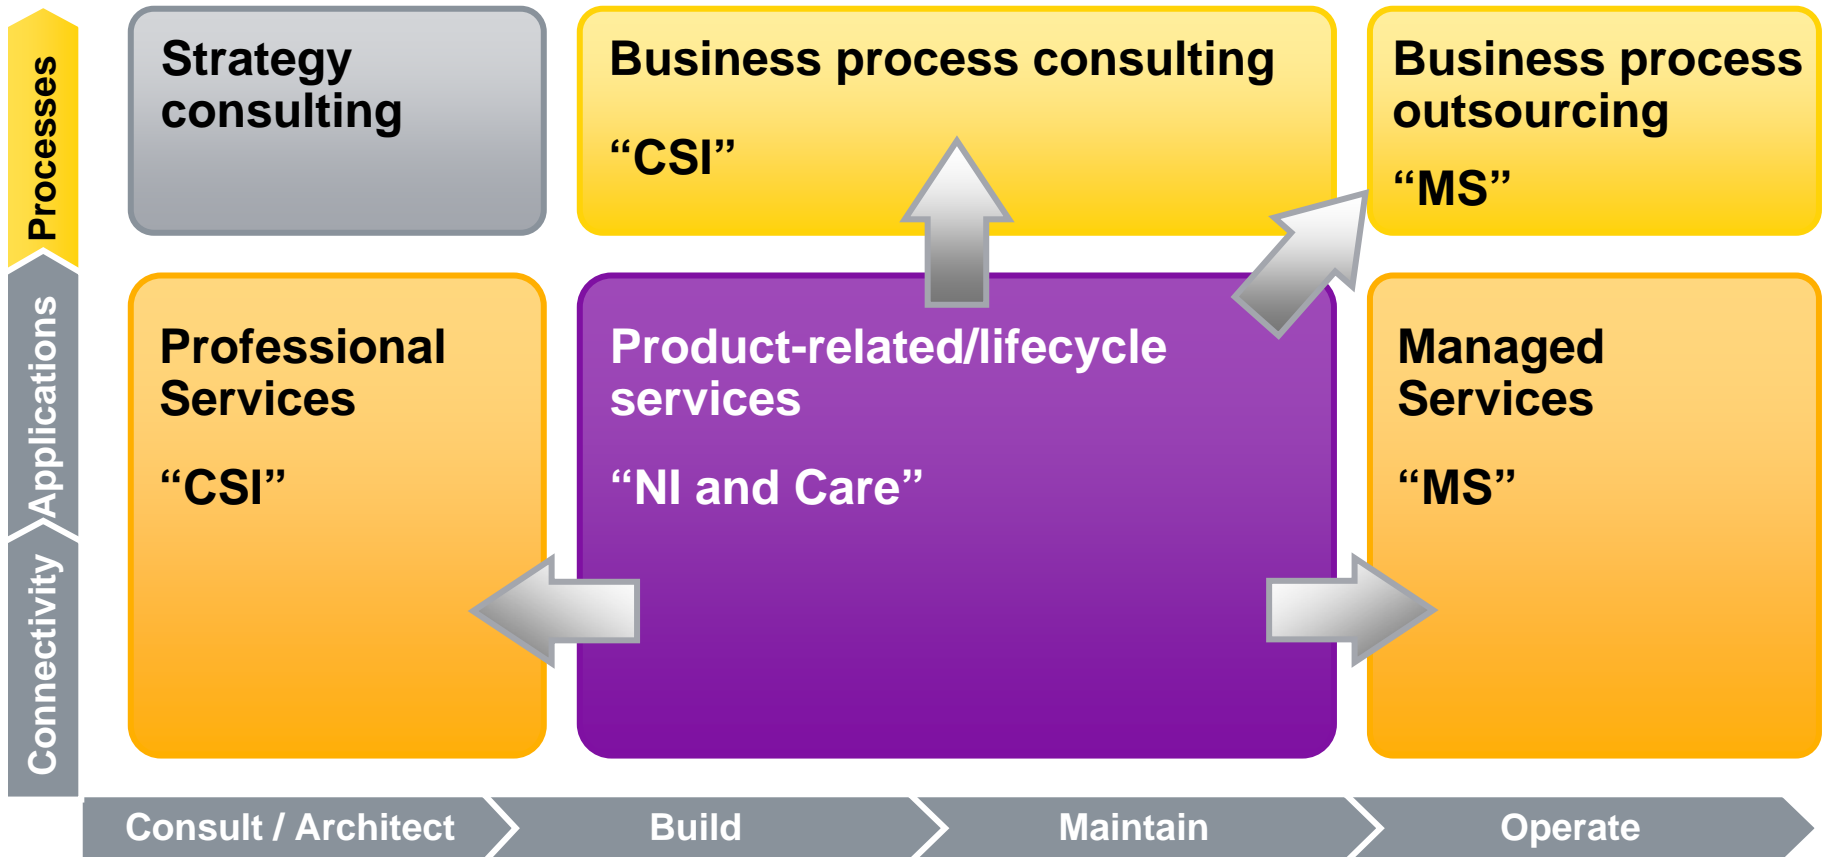 Processes
Applications
Connectivity
Strategy
consulting
Business process consulting
“CSI”
Business process
outsourcing
“MS”
Professional
Services
“CSI”
Product-related/lifecycle
services
“NI and Care”
Managed
Services
“MS”
Consult / Architect
Build
Maintain
Operate